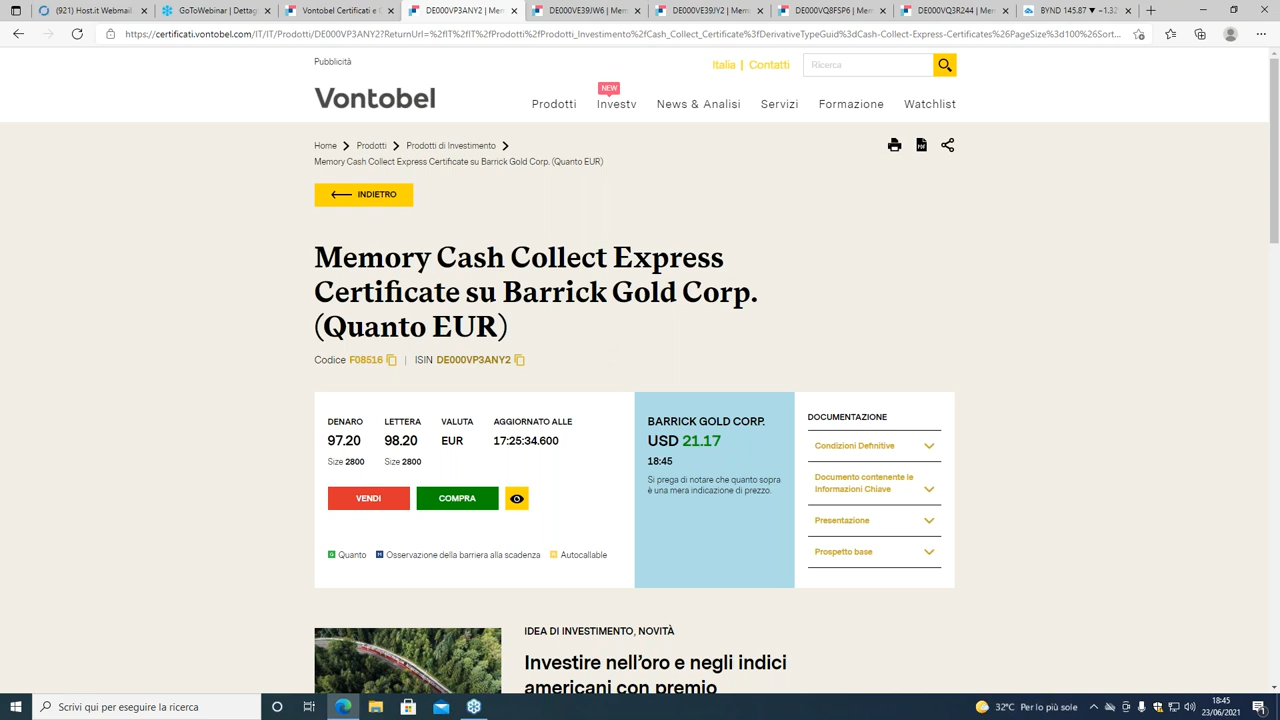 (921) Host.it Webmail
GoToWebinar | Dettag
Certificati e C
DE000VP3ANY2 | Me
DE000VE39JW6 | Me
DE000VE39JY2 | Mem
DE000VQ8FSP6 | Mem
DE000VQ3R244 | Mem
BYND 145.87 ▼ −1.2
https://certificati.vontobel.com/IT/IT/Prodotti/DE000VP3ANY2?ReturnUrl=%2fIT%2fIT%2fProdotti%2fProdotti_Investimento%2fCash_Collect_Certificate%3fDerivativeTypeGuid%3dCash-Collect-Express-Certificates%26PageSize%3d100%26Sort...
Pubblicità
Italia | Contatti
Ricerca
Vontobel
NEW
Prodotti Investv News & Analisi Servizi Formazione Watchlist
Home Prodotti Prodotti di Investimento
Memory Cash Collect Express Certificate su Barrick Gold Corp. (Quanto EUR)
INDIETRO
Memory Cash Collect Express
Certificate su Barrick Gold Corp.
(Quanto EUR)
Codice F08516 | ISIN DE000VP3ANY2
DENARO LETTERA VALUTA AGGIORNATO ALLE
97.20 98.20 EUR 17:25:34.600
Size 2800 Size 2800
VENDI COMPRA
Quanto Osservazione della barriera alla scadenza Autocallable
BARRICK GOLD CORP.
USD 21.17
18:45
Si prega di notare che quanto sopra
è una mera indicazione di prezzo.
DOCUMENTAZIONE
Condizioni Definitive
Documento contenente le
Informazioni Chiave
Presentazione
Prospetto base
IDEA DI INVESTIMENTO, NOVITÀ
Investire nell'oro e negli indici
americani con premio
Scrivi qui per eseguire la ricerca
32°C Per lo più sole
18:45
23/06/2021